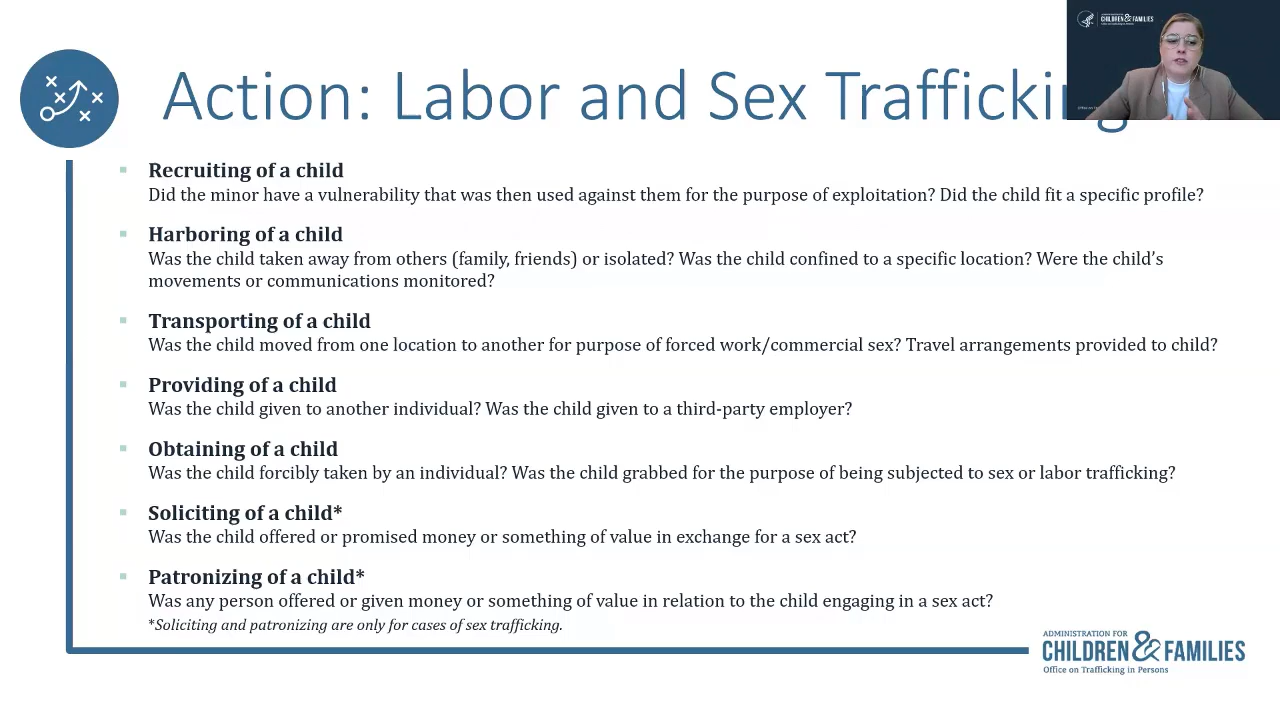 Action: Labor and Sex Trafficking
ADMINISTRATION FOR
CHILDREN & FAMILIES
Recruiting of a child
Did the minor have a vulnerability that was then used against them for the purpose of exploitation? Did the child fit a specific profile?
Harboring of a child
Was the child taken away from others (family, friends) or isolated? Was the child confined to a specific location? Were the child’s
movements or communications monitored?
Transporting of a child
Was the child moved from one location to another for purpose of forced work/commercial sex? Travel arrangements provided to child?
Providing of a child
Was the child given to another individual? Was the child given to a third-party employer?
Obtaining of a child
Was the child forcibly taken by an individual? Was the child grabbed for the purpose of being subjected to sex or labor trafficking?
Soliciting of a child*
Was the child offered or promised money or something of value in exchange for a sex act?
Patronizing of a child*
Was any person offered or given money or something of value in relation to the child engaging in a sex act?
*Soliciting and patronizing are only for cases of sex trafficking.
ADMINISTRATION FOR
CHILDREN & FAMILIES
Office on Trafficking in Persons